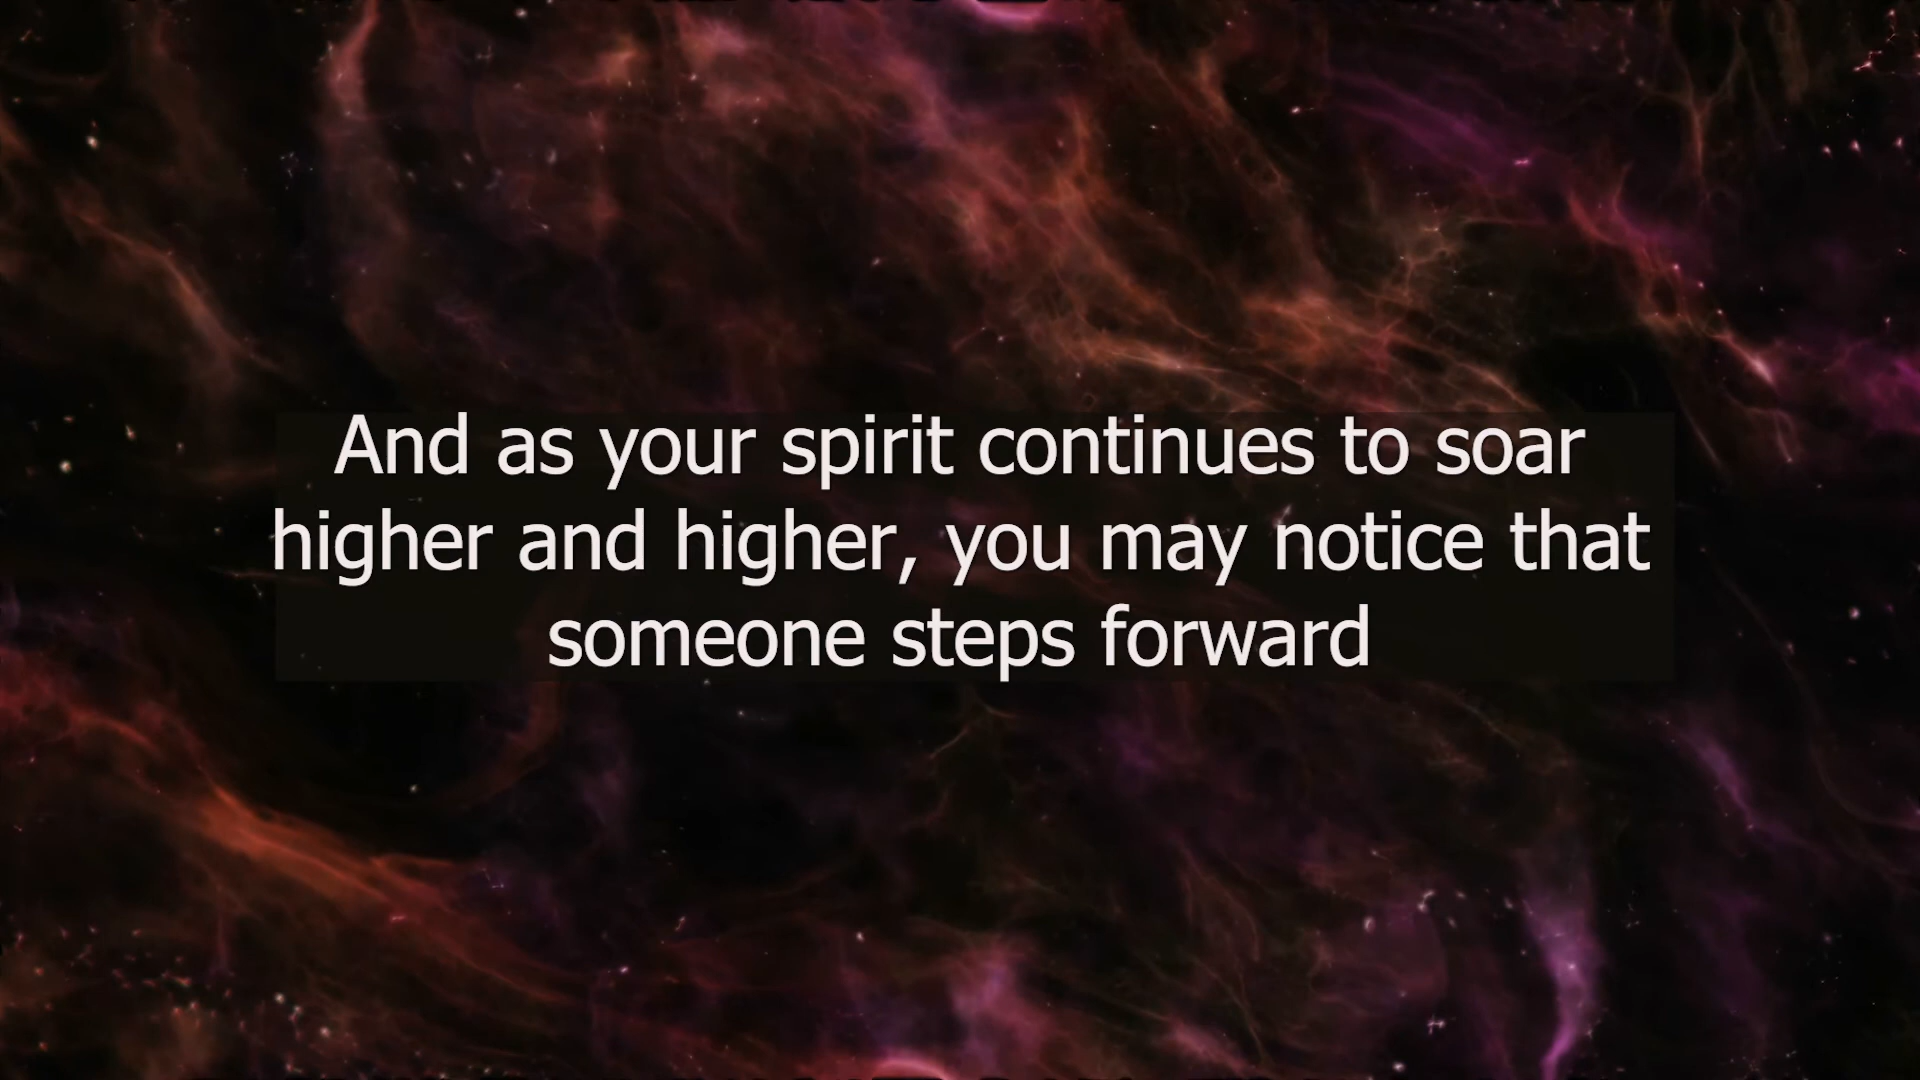 And as your spirit continues to soar
higher and higher, you may notice that
someone steps forward